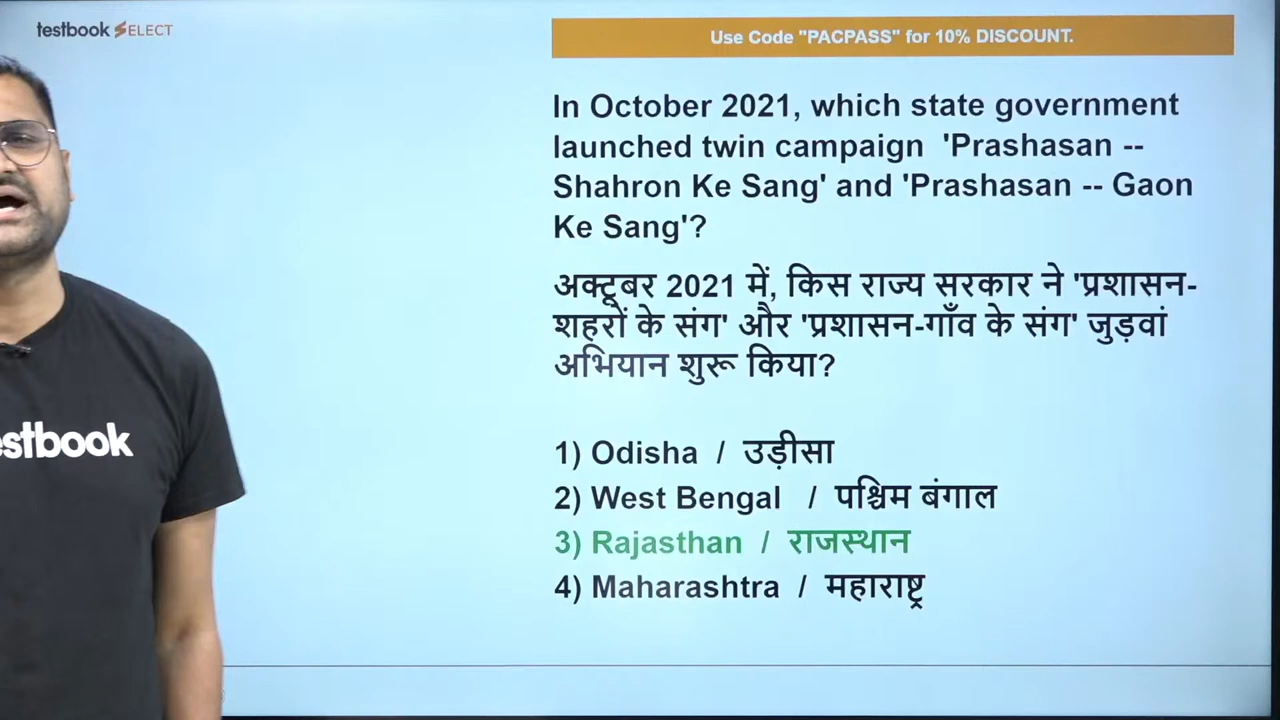 testbook SELECT
Use Code "PACPASS" for 10% DISCOUNT.
In October 2021, which state government
launched twin campaign 'Prashasan --
Shahron Ke Sang' and 'Prashasan -- Gaon
Ke Sang'?
अक्टूबर 2021 में, किस राज्य सरकार ने 'प्रशासन-
शहरों के संग' और 'प्रशासन-गाँव के संग' जुड़वां
अभियान शुरू किया?
1) Odisha / उड़ीसा
2) West Bengal / पश्चिम बंगाल
3) Rajasthan / राजस्थान
4) Maharashtra / महाराष्ट्र
estbook